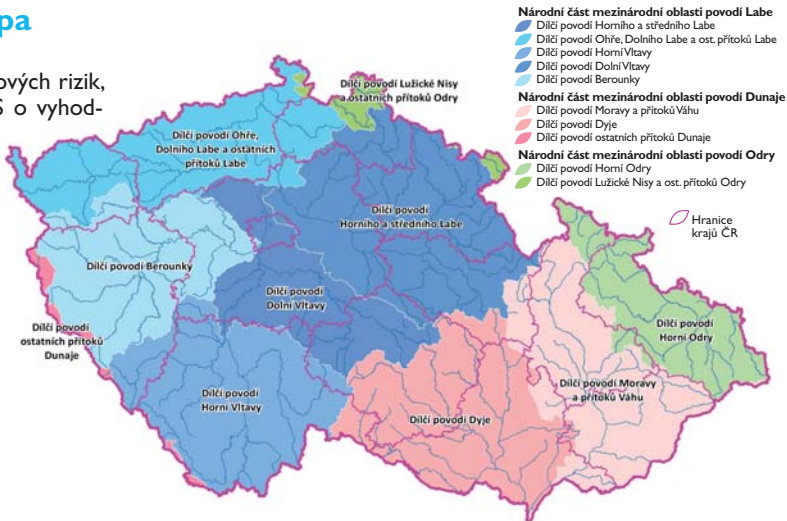 pa
ových rizik,
S o vyhod-
Národní část mezinárodní oblasti povodí Labe
Dílčí povodí Horního a středního Labe
Dílčí povodí Ohře, Dolního Labe a ost. přítoků Labe
Dílčí povodí Horní Vltavy
Dílčí povodí Dolní Vltavy
Dílčí povodí Berounky
Národní část mezinárodní oblasti povodí Dunaje
Dílčí povodí Moravy a přítoků Váhu
Dílčí povodí Dyje
Dílčí povodí ostatních přítoků Dunaje
Národní část mezinárodní oblasti povodí Odry
Dílčí povodí Horní Odry
Dílčí povodí Lužické Nisy a ost. přítoků Odry
Hranice
krajů ČR
Dílčí povodí Lužické Nisy
a ostatních přítoků Odry
Dílčí povodí Ohře,
Dolního Labe a ostatních
přítoků Labe
Dílčí povodí
Horního a středního Labe
Dílčí povodí Berounky
Dílčí povodí
Dolní Vltavy
Dílčí povodí
ostatních přítoků
Dunaje
Dílčí povodí
Horní Vltavy
Dílčí povodí Dyje
Dílčí povodí Moravy
a přítoků Váhu
Dílčí povodí
Horní Odry